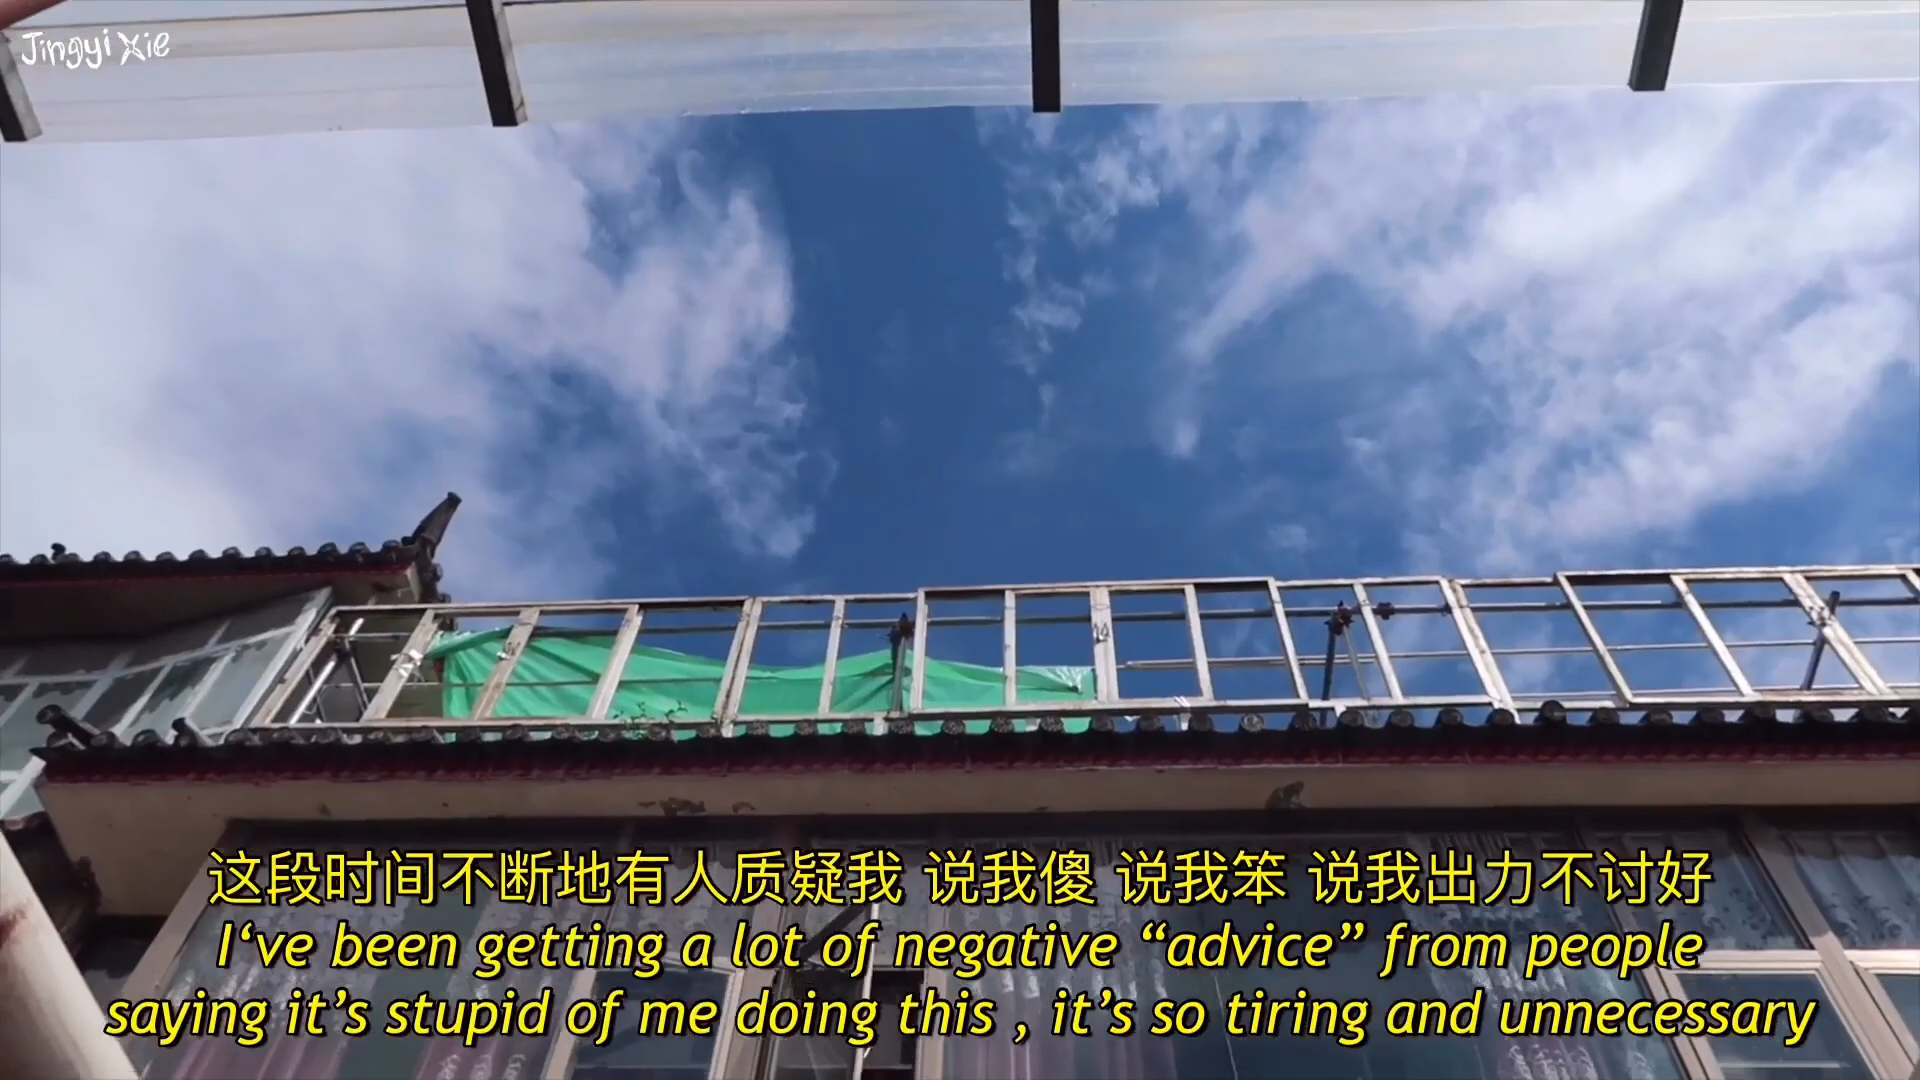 Jingyi Xie
这段时间不断地有人质疑我 说我傻 说我笨 说我出力不讨好
I‘ve been getting a lot of negative “advice” from people
saying it’s stupid of me doing this , it’s so tiring and unnecessary